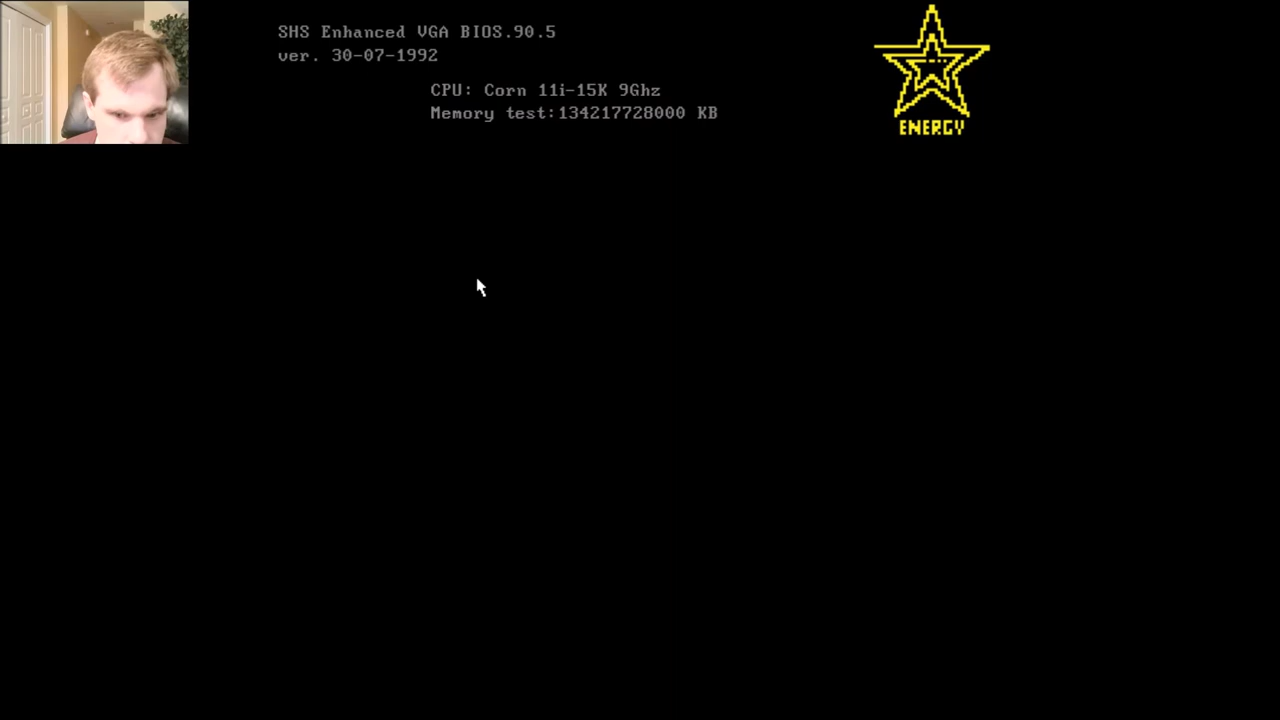 SHS Enhanced VGA BIOS.90.5
ver. 30-07-1992
CPU: Corn 11i-15K 9Ghz
Memory test:134217728000 KB
ENERGY